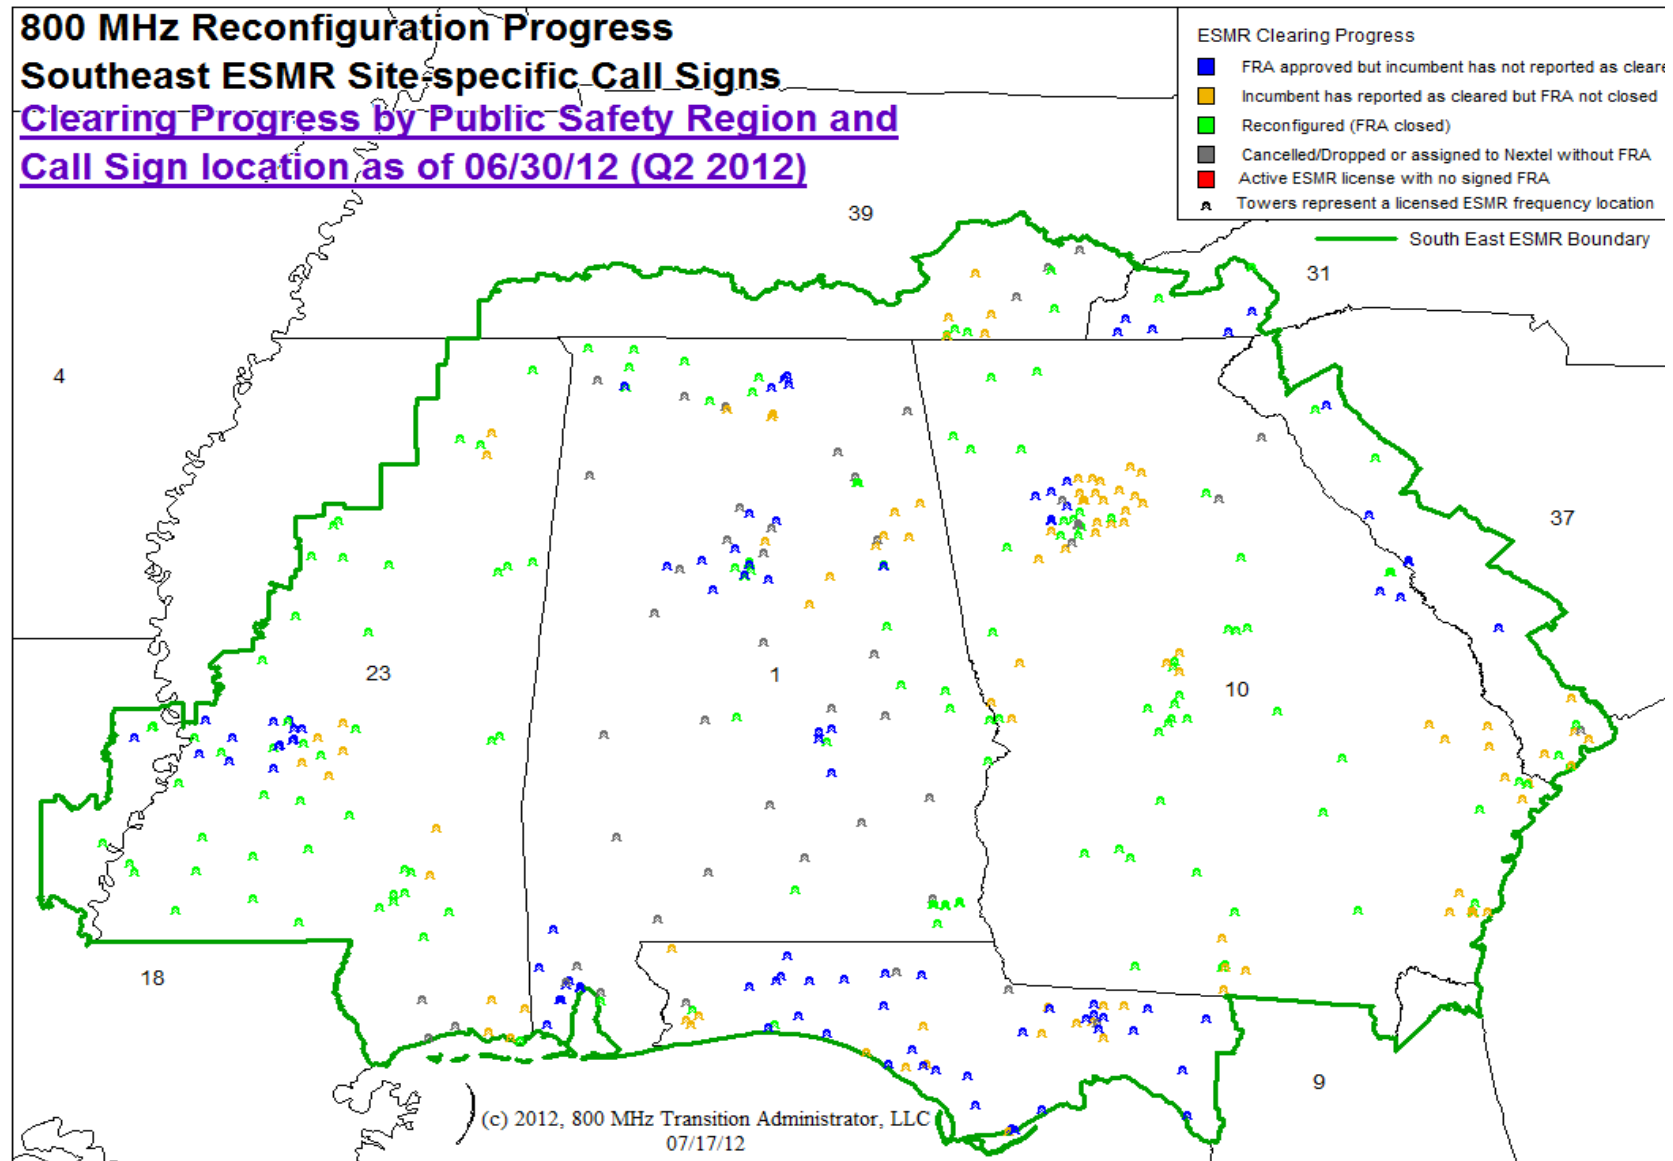 800 MHz Reconfiguration Progress
Southeast ESMR Site-specific Call Signs
Clearing Progress by Public Safety Region and
Call Sign location as of 06/30/12 (Q2 2012)
ESMR Clearing Progress
FRA approved but incumbent has not reported as cleare
Incumbent has reported as cleared but FRA not closed
Reconfigured (FRA closed)
Cancelled/Dropped or assigned to Nextel without FRA
Active ESMR license with no signed FRA
Towers represent a licensed ESMR frequency location
South East ESMR Boundary
39
31
4
37
23
1
10
18
9
(c) 2012, 800 MHz Transition Administrator, LLC
07/17/12